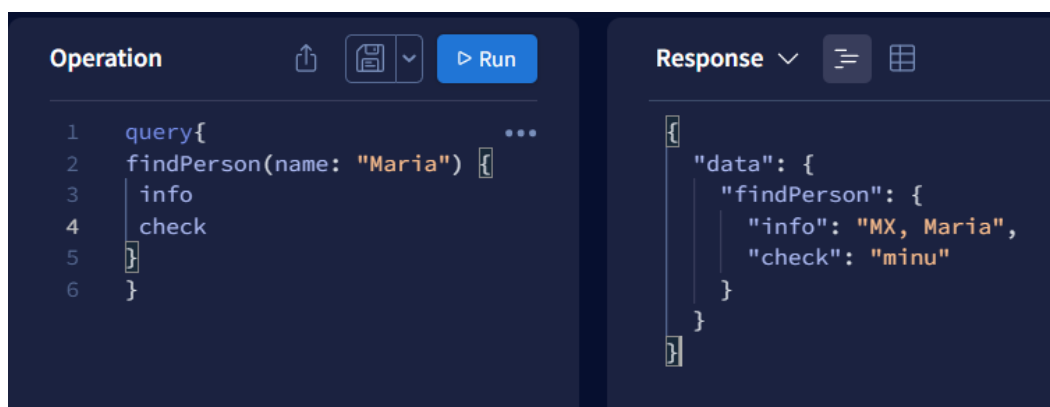 Operation
Run
1 query{
2 findPerson(name: "Maria") {
3 info
4 check
5 }
6 }
Response
{
"data": {
"findPerson": {
"info": "MX, Maria",
"check": "minu"
}
}
}